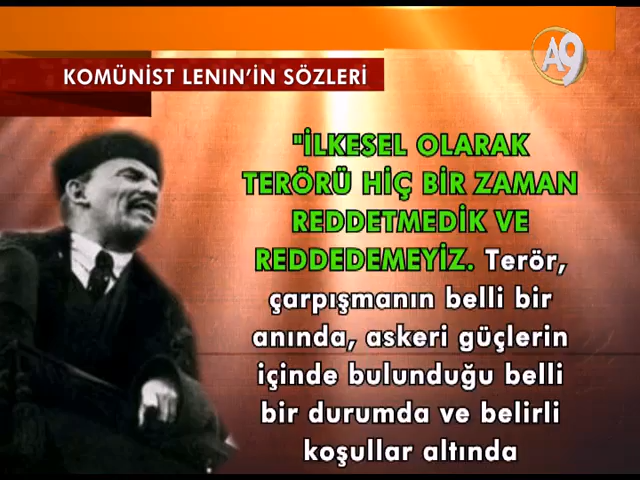 A9
KOMÜNİST LENIN'İN SÖZLERİ
"İLKESEL OLARAK
TERÖRÜ HİÇ BİR ZAMAN
REDDETMEDİK VE
REDDEDEMEYİZ. Terör,
çarpışmanın belli bir
anında, askeri güçlerin
içinde bulunduğu belli
bir durumda ve belirli
koşullar altında